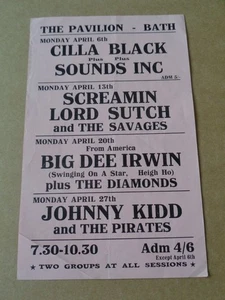 THE PAVILION - BATH
MONDAY APRIL 6th
CILLA BLACK
Plus Plus
SOUNDS INC
ADM 5/-
MONDAY APRIL 13th
SCREAMIN
LORD SUTCH
and THE SAVAGES
MONDAY APRIL 20th
From America
BIG DEE IRWIN
(Swinging On A Star, Heigh Ho)
plus THE DIAMONDS
MONDAY APRIL 27th
JOHNNY KIDD
and THE PIRATES
7.30-10.30 Adm 4/6
Except April 6th
★ TWO GROUPS AT ALL SESSIONS ★